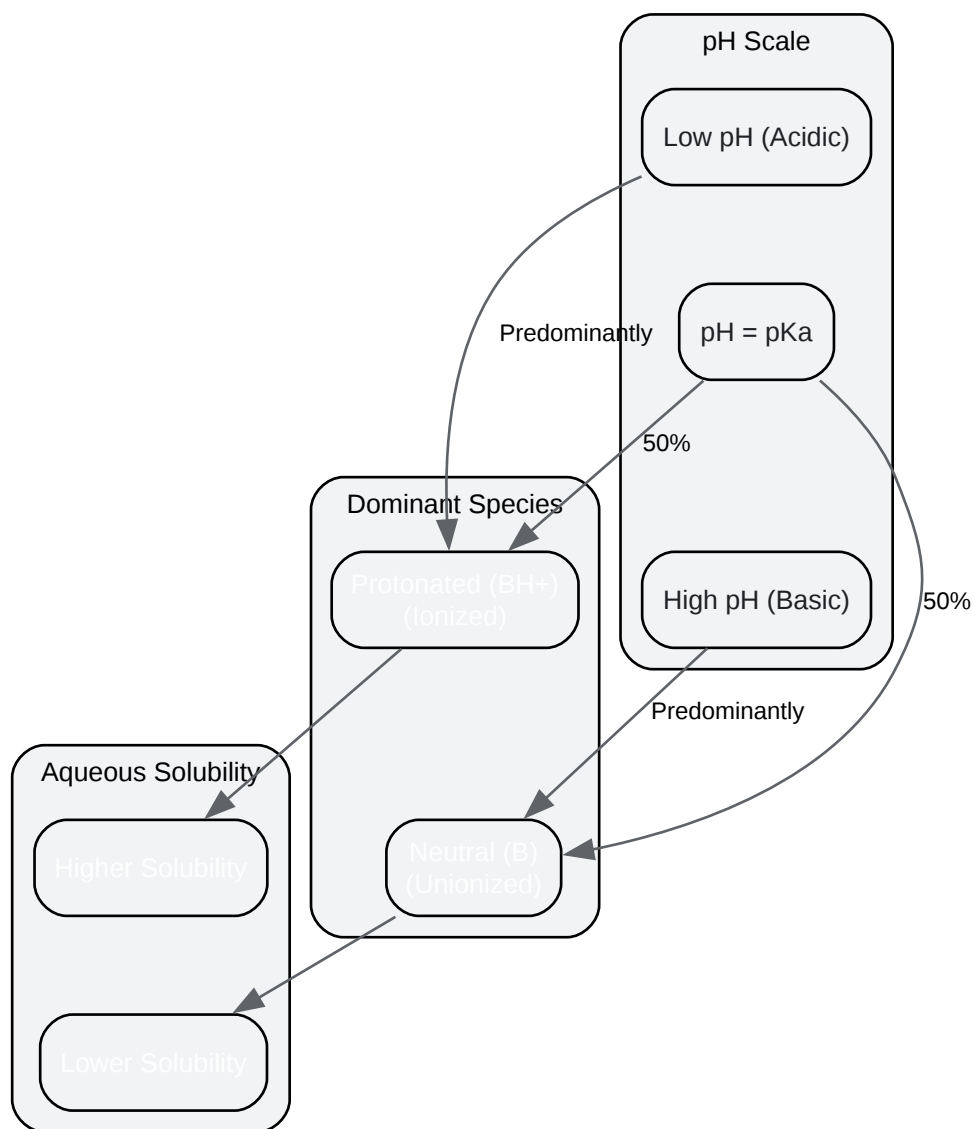 pH Scale
Low pH (Acidic)
Predominantly
pH = pKa
50%
Dominant Species
Protonated (BH+)
(Ionized)
High pH (Basic)
50%
Predominantly
Aqueous Solubility
Higher Solubility
Neutral (B)
(Unionized)
Lower Solubility